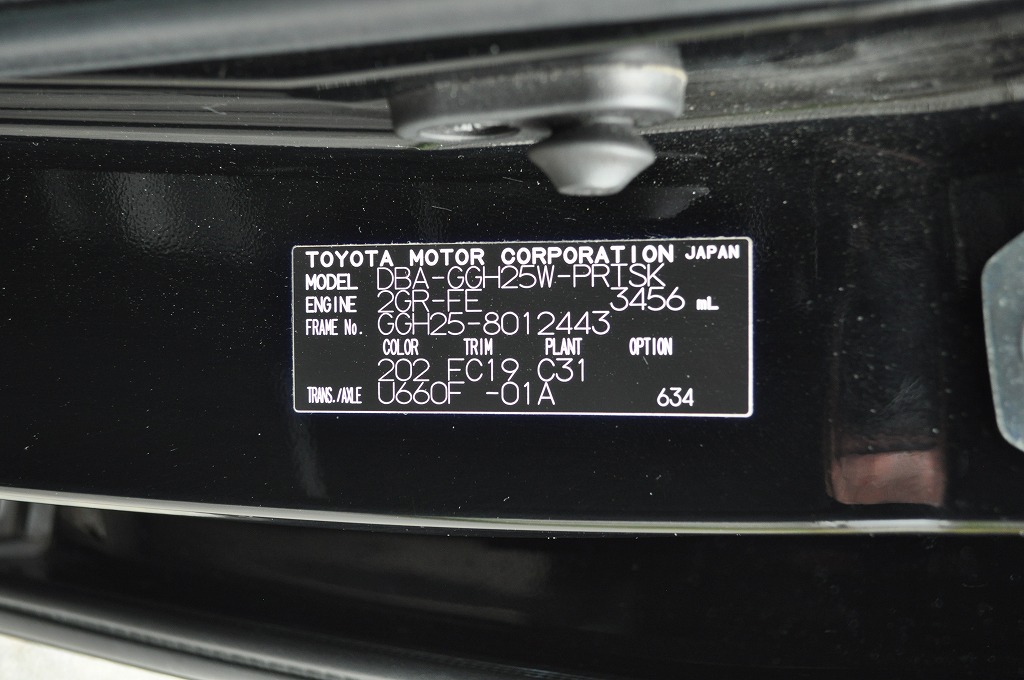 TOYOTA MOTOR CORPORATION JAPAN
MODEL DBA-GGH25W-PRTSK
ENGINE 2GR-FE 3456 mL
FRAME No. GGH25-8012443
COLOR TRIM PLANT OPTION
202 FC19 C31
TRANS./AXLE U660F -01A 634